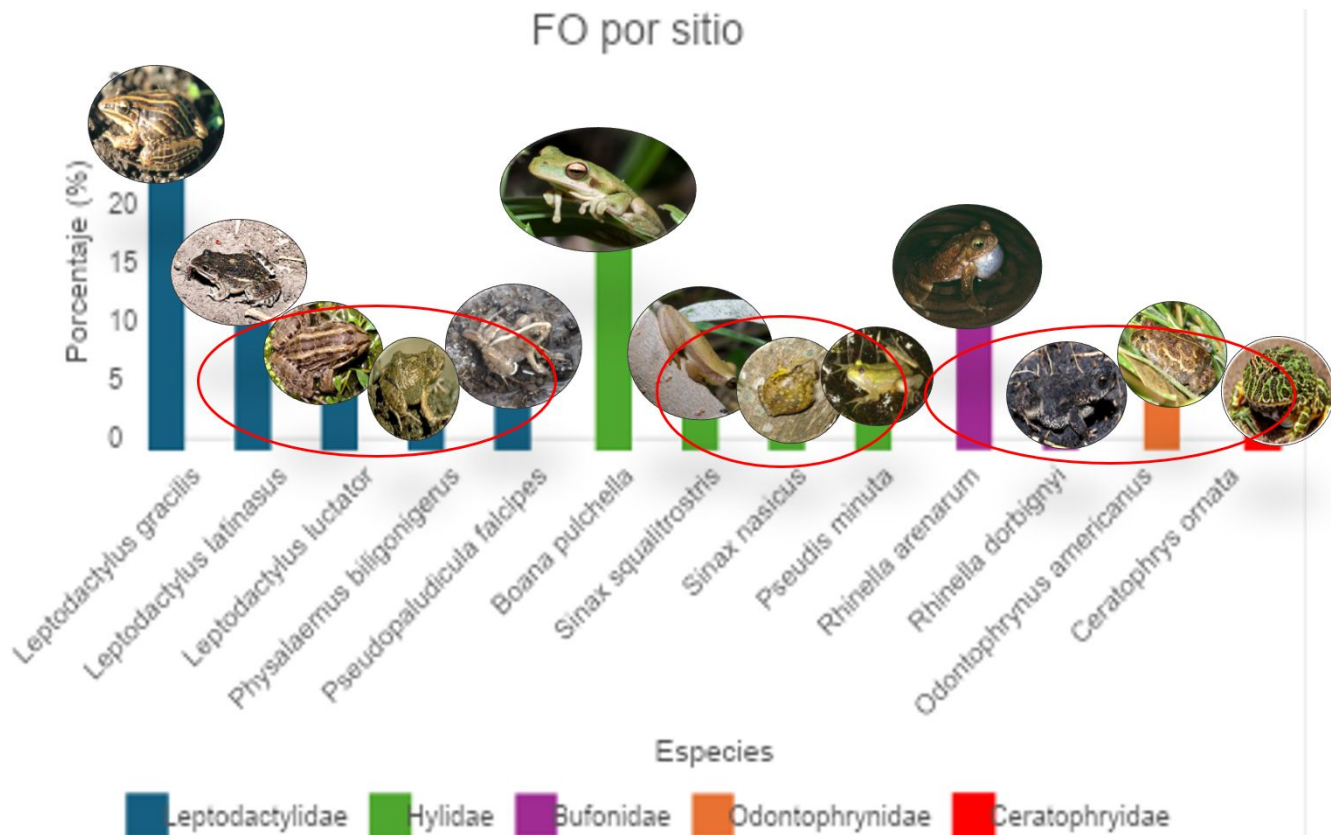 FO por sitio
Porcentaje (%)
20
15
10
5
0
Leptodactylus gracilis
Leptodactylus latinasus
Leptodactylus luctator
Physalaemus biligonigerus
Pseudopaludicula falcipes
Boana pulchella
Sinax squalitrostris
Sinax nasicus
Pseudis minuta
Rhinella arenarum
Rhinella dorbignyi
Odontophrynus americanus
Ceratophrys ornata
Especies
Leptodactylidae Hylidae Bufonidae Odontophrynidae Ceratophryidae